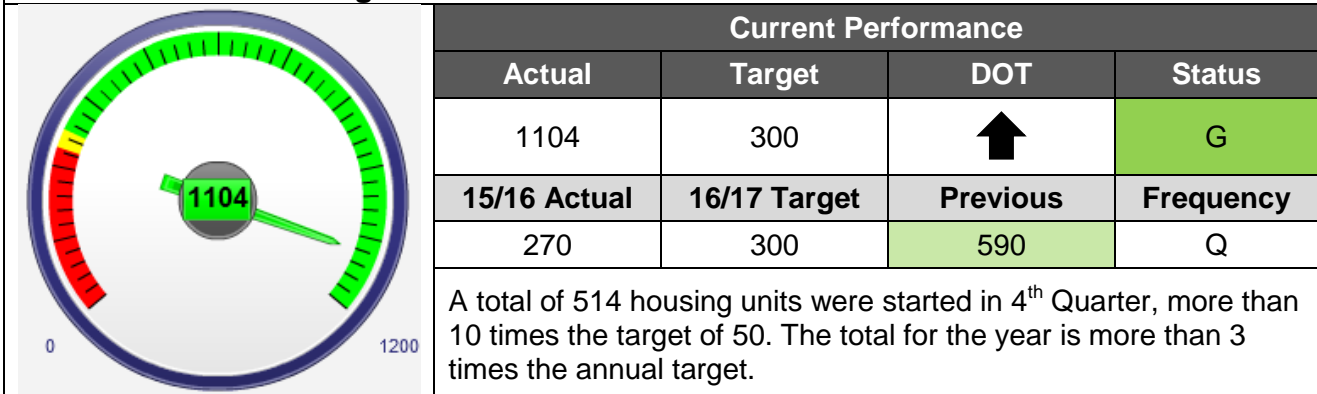 Current Performance
Actual Target DOT Status
1104 300 G
15/16 Actual 16/17 Target Previous Frequency
270 300 590 Q
A total of 514 housing units were started in 4th Quarter, more than
10 times the target of 50. The total for the year is more than 3
times the annual target.
1104
0 1200